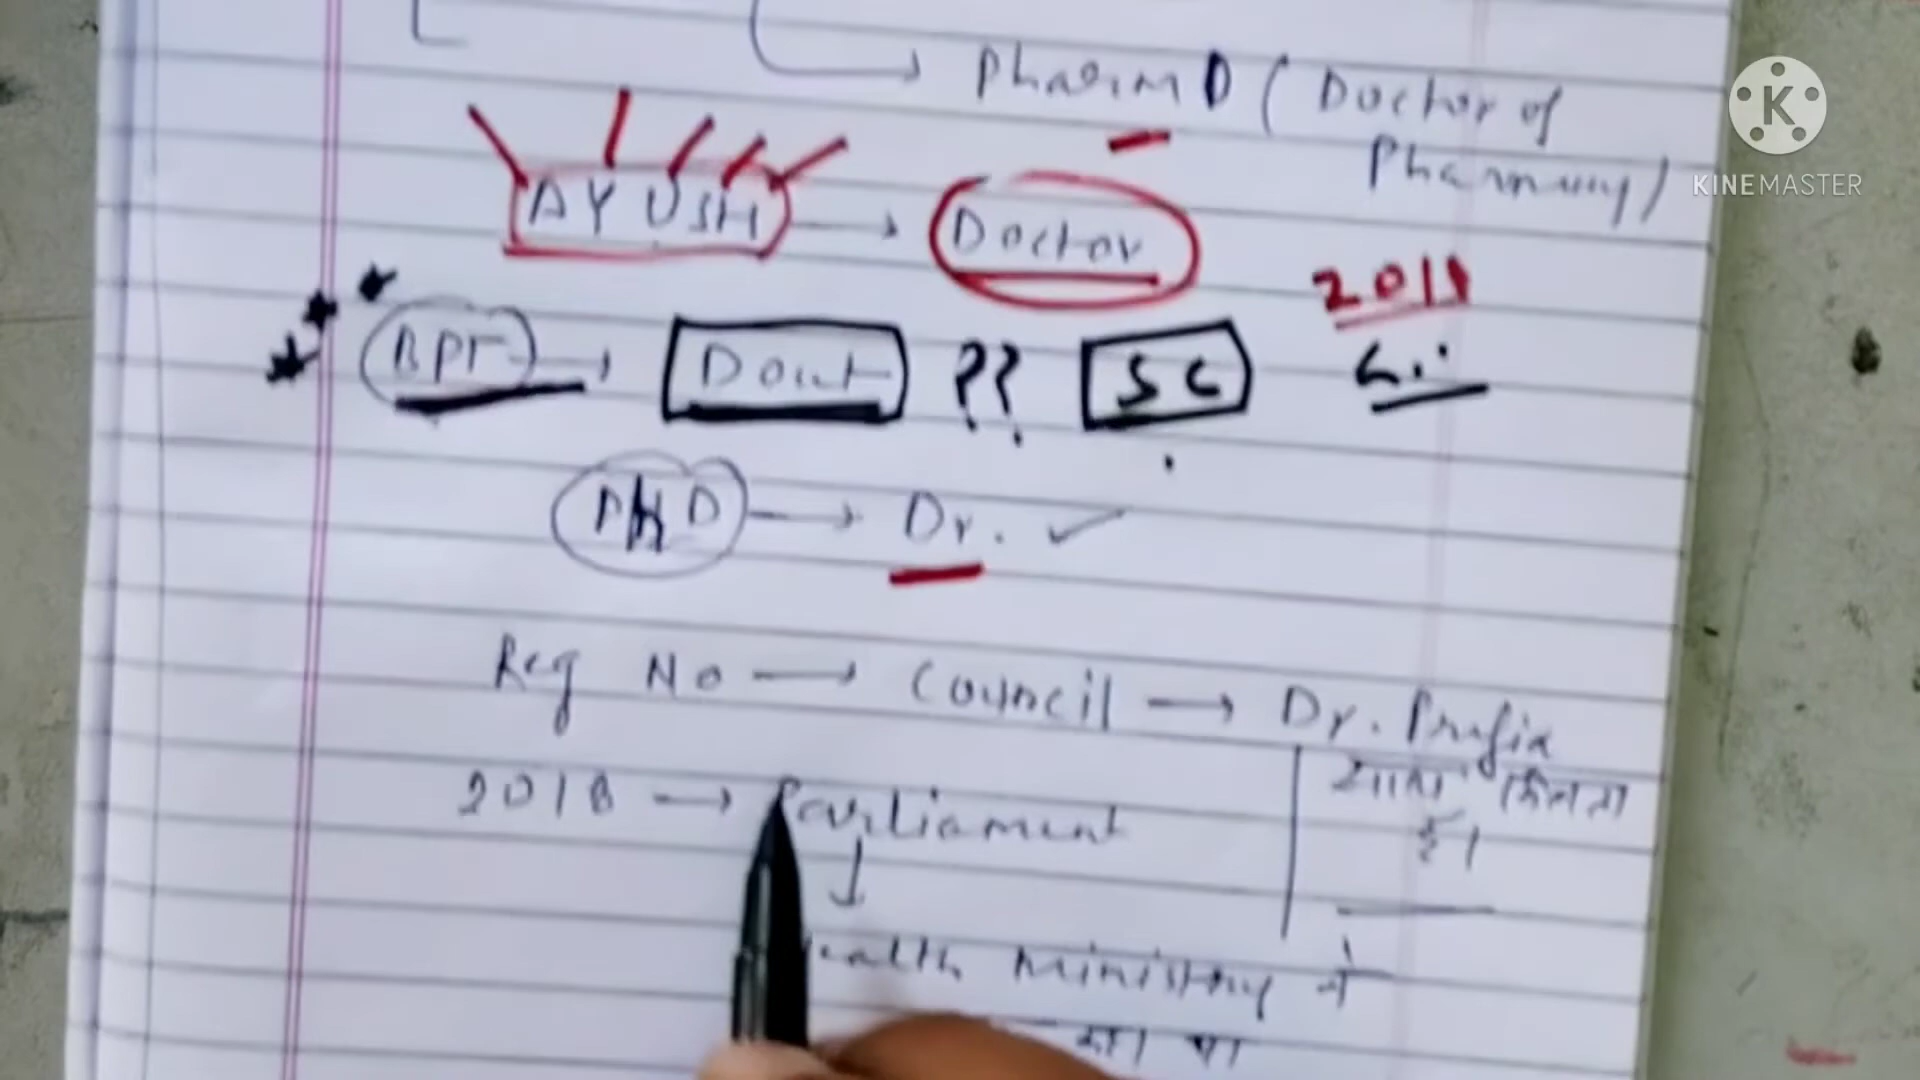 PharmD (Doctor of
Pharmacy)
KINEMASTER
AYUSH → Doctor
2011
BPT → Dout ?? SC
PHD → Dr. ✓
Reg No → Council → Dr. Prefix
2018 → Parliament
है।
Health Ministry ने
था